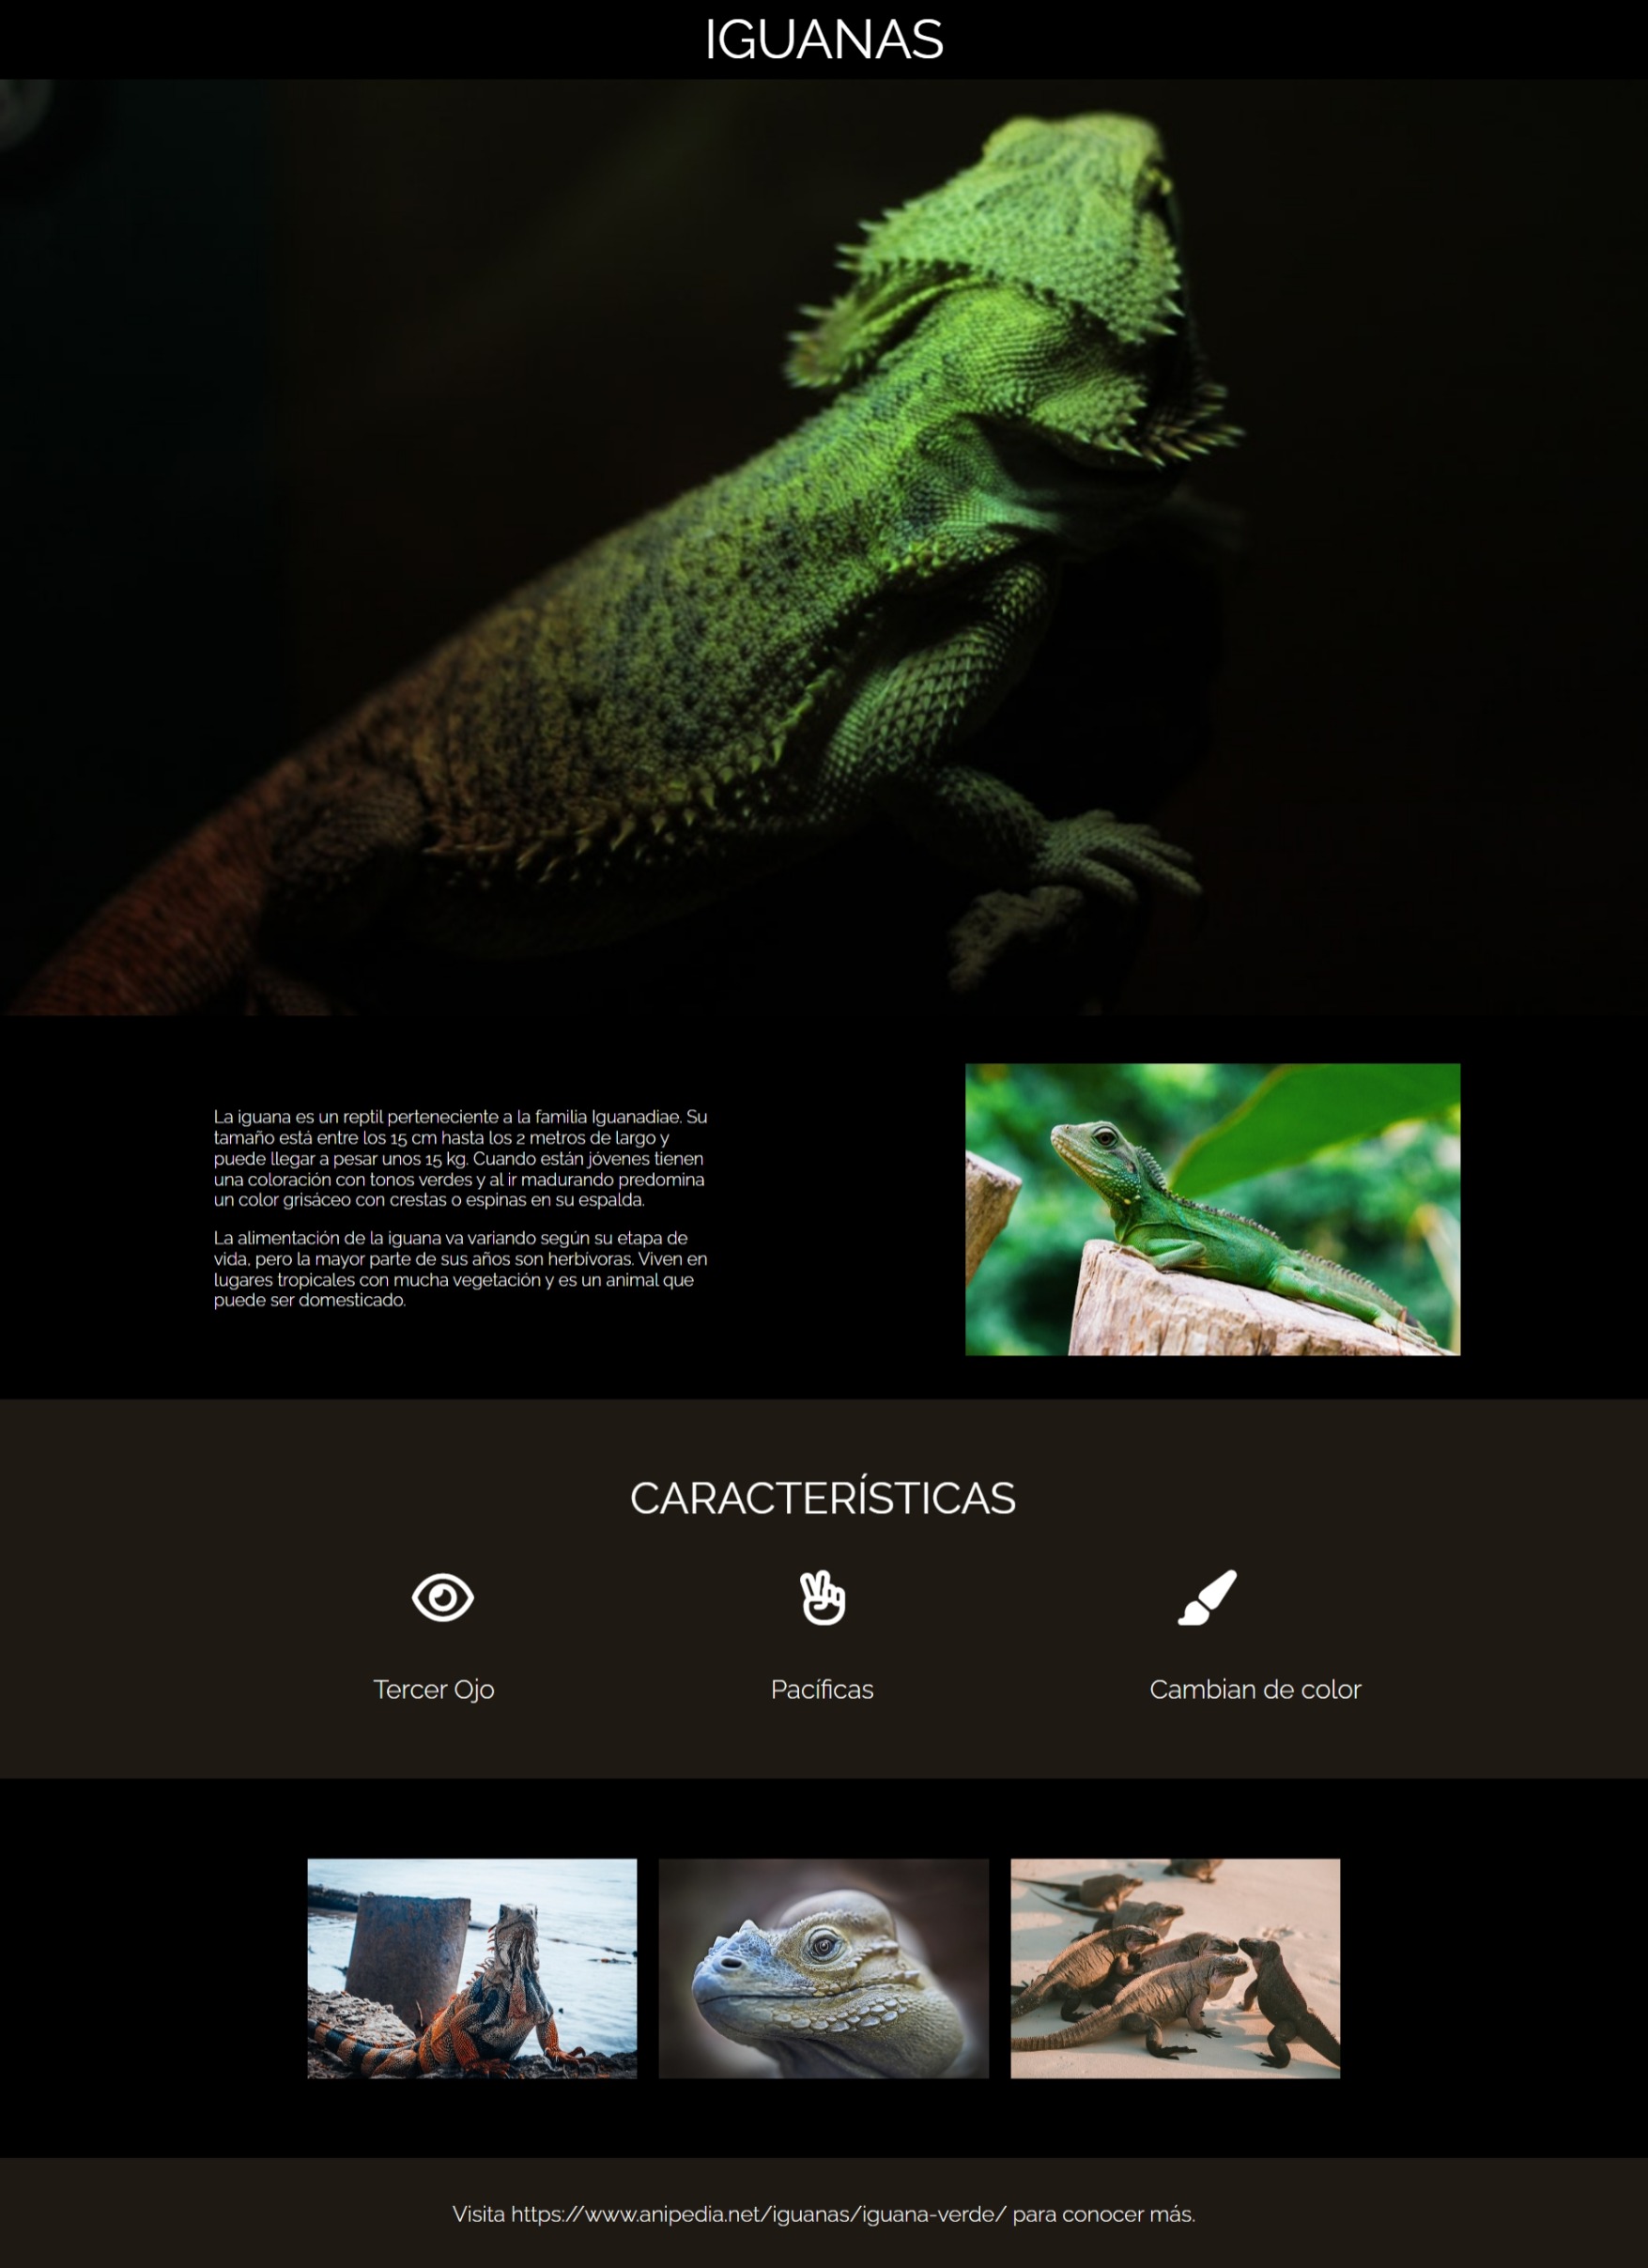 IGUANAS
La iguana es un reptil perteneciente a la familia Iguanadiae. Su
tamaño está entre los 15 cm hasta los 2 metros de largo y
puede llegar a pesar unos 15 kg. Cuando están jóvenes tienen
una coloración con tonos verdes y al ir madurando predomina
un color grisáceo con crestas o espinas en su espalda.
La alimentación de la iguana va variando según su etapa de
vida, pero la mayor parte de sus años son herbívoras. Viven en
lugares tropicales con mucha vegetación y es un animal que
puede ser domesticado.
CARACTERÍSTICAS
Tercer Ojo
Pacíficas
Cambian de color
Visita https://www.anipedia.net/iguanas/iguana-verde/ para conocer más.